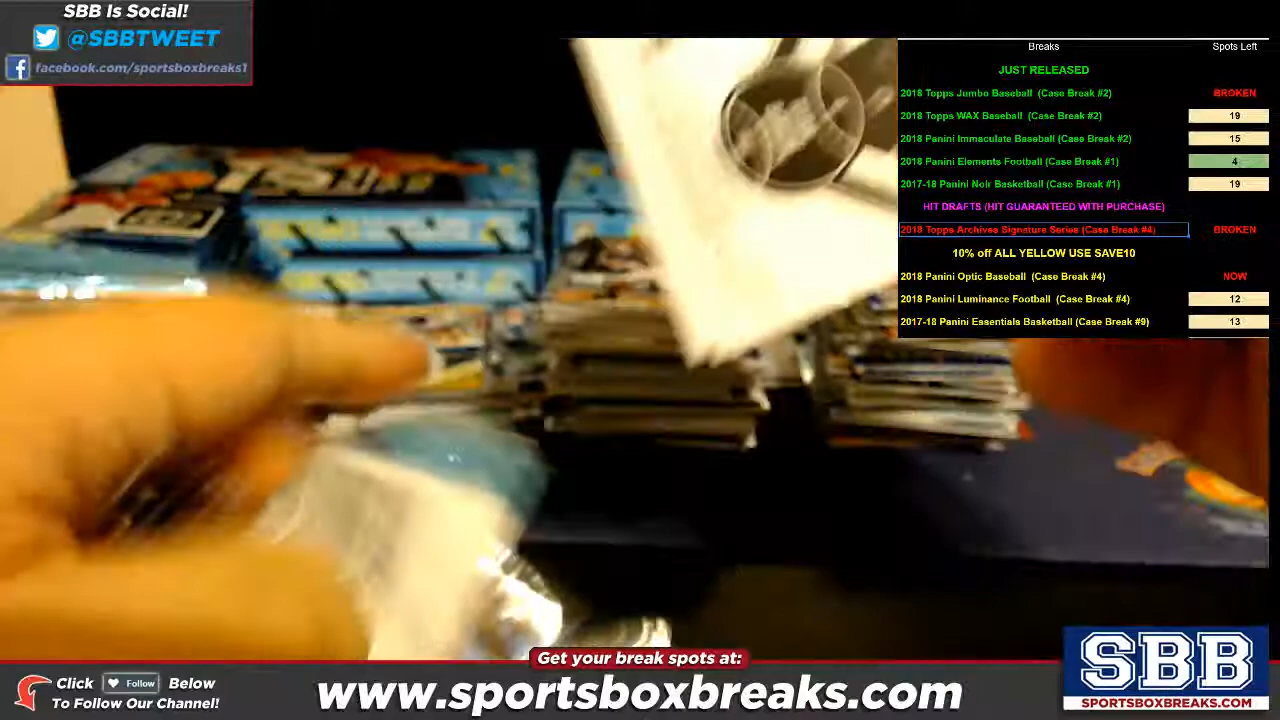 SBB Is Social!
@SBBTWEET
facebook.com/sportsboxbreaks1
Breaks Spots Left
JUST RELEASED
2018 Topps Jumbo Baseball (Case Break #2) BROKEN
2018 Topps WAX Baseball (Case Break #2) 19
2018 Panini Immaculate Baseball (Case Break #2) 15
2018 Panini Elements Football (Case Break #1) 4
2017-18 Panini Noir Basketball (Case Break #1) 19
HIT DRAFTS (HIT GUARANTEED WITH PURCHASE)
2018 Topps Archives Signature Series (Case Break #4) BROKEN
10% off ALL YELLOW USE SAVE10
2018 Panini Optic Baseball (Case Break #4) NOW
2018 Panini Luminance Football (Case Break #4) 12
2017-18 Panini Essentials Basketball (Case Break #9) 13
Get your break spots at:
Click Follow Below
To Follow Our Channel!
www.sportsboxbreaks.com
SBB
SPORTSBOXBREAKS.COM